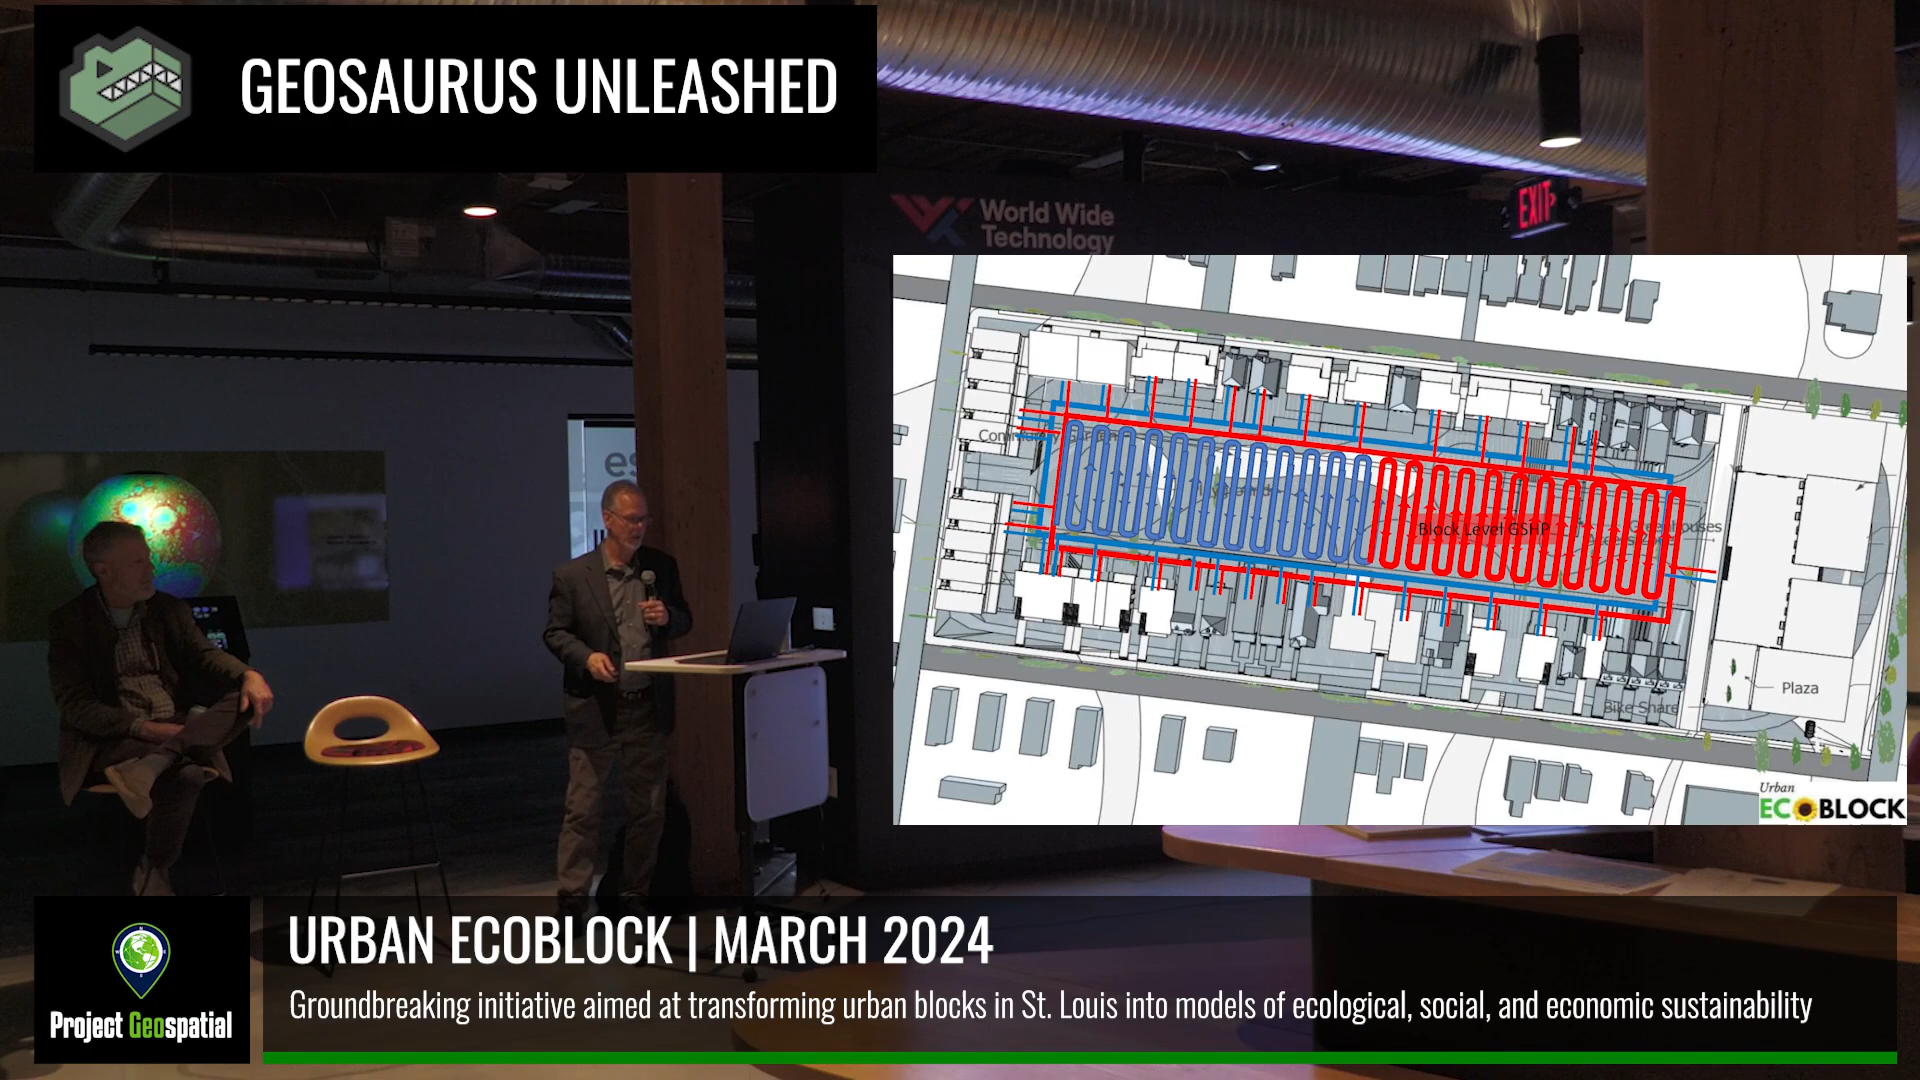 GEOSAURUS UNLEASHED
World Wide
Technology
EXIT
es
Block Level GSHP
Greenhouses
Plaza
Bike Share
Urban
ECOBLOCK
Project Geospatial
URBAN ECOBLOCK | MARCH 2024
Groundbreaking initiative aimed at transforming urban blocks in St. Louis into models of ecological, social, and economic sustainability